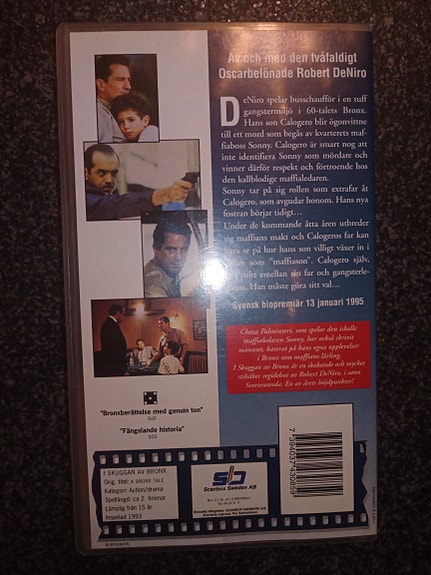 Av och med den tvåfaldigt
Oscarbelönade Robert DeNiro
DeNiro spelar busschaufför i en tuff
gangstermiljö i 60-talets Bronx.
Hans son Calogero blir ögonvittne
till ett mord som begås av kvarterets maf-
fiaboss Sonny. Calogero är smart nog att
inte identifiera Sonny som mördare och
vinner därför respekt och förtroende hos
den kallblodige maffialedaren.
Sonny tar på sig rollen som extrafar åt
Calogero, som avgudar honom. Hans nya
fostran börjar tidigt...
Under de kommande åtta åren utbreder
sig maffians makt och Calogeros far kan
se på hur hans son villigt växer in i
som "maffiason". Calogero själv,
mitt emellan sin far och gangsterle-
Han måste göra sitt val...
Svensk biopremiär 13 januari 1995
Chazz Palminteri, som spelar den iskalle
maffialedaren Sonny, har också skrivit
manuset, baserat på hans egna upplevelser
i Bronx som maffians lärling.
I Skuggan av Bronx är en skakande och mycket
stilsäker regidebut av Robert DeNiro, i sann
Scorseseanda. En av årets höjdpunkter!
"Bronxberättelse med genuin ton"
"Fängslande historia"
I SKUGGAN AV BRONX
Orig. titel: A BRONX TALE
Kategori: Action/drama
Spellängd: ca 2 timmar
Lämplig från 15 år
Inspelad 1993
Scanbox Sweden AB
7 394037 430859